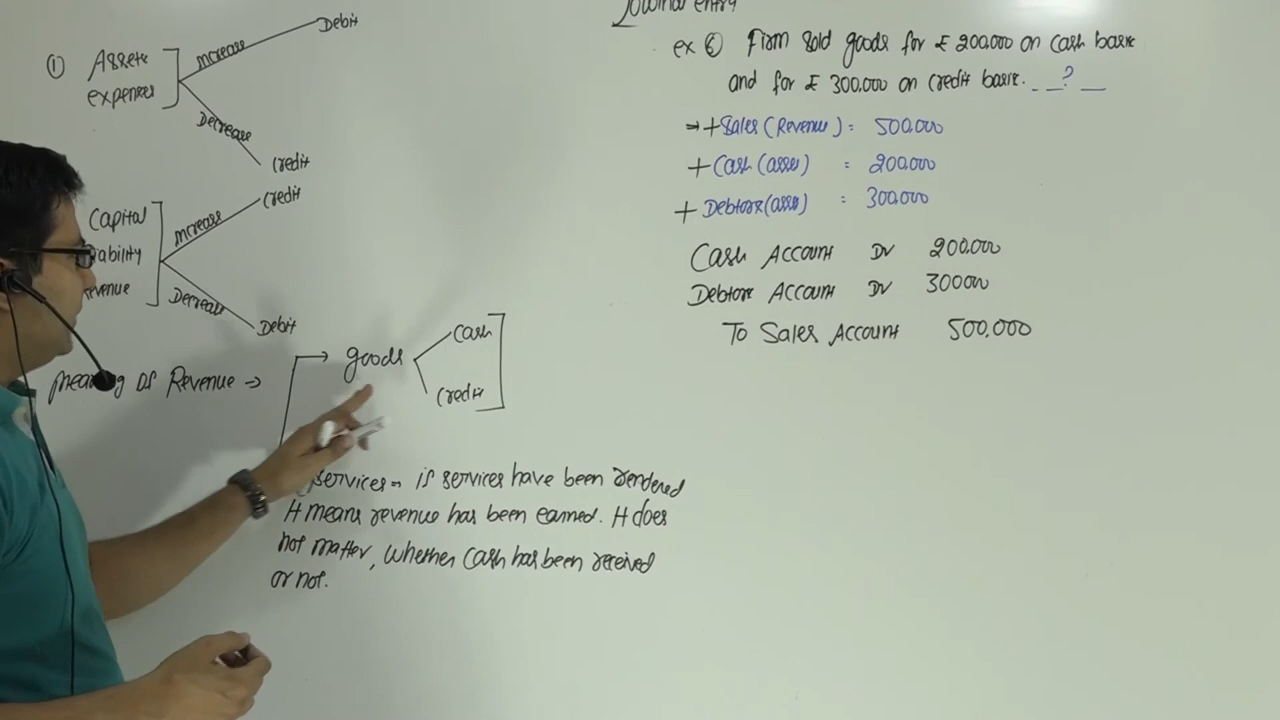 Journal entry
① Assets
expenses
Increase
Debit
Decrease
Credit
Capital
Revenue
Increase
Credit
Decrease
Debit
meaning of Revenue →
goods
Cash
Credit
services → if services have been rendered
It means revenue has been earned. It does
not matter, whether cash has been received
or not.
ex ⑥ Firm sold goods for £ 200,000 on cash basis
and for £ 300,000 on credit basis. _ _?_ _
→ + Sales (Revenue) = 500,000
+ Cash (asset) = 200,000
+ Debtors (asset) = 300,000
Cash Account Dr 200,000
Debtors Account Dr 300000
To Sales Account 500,000